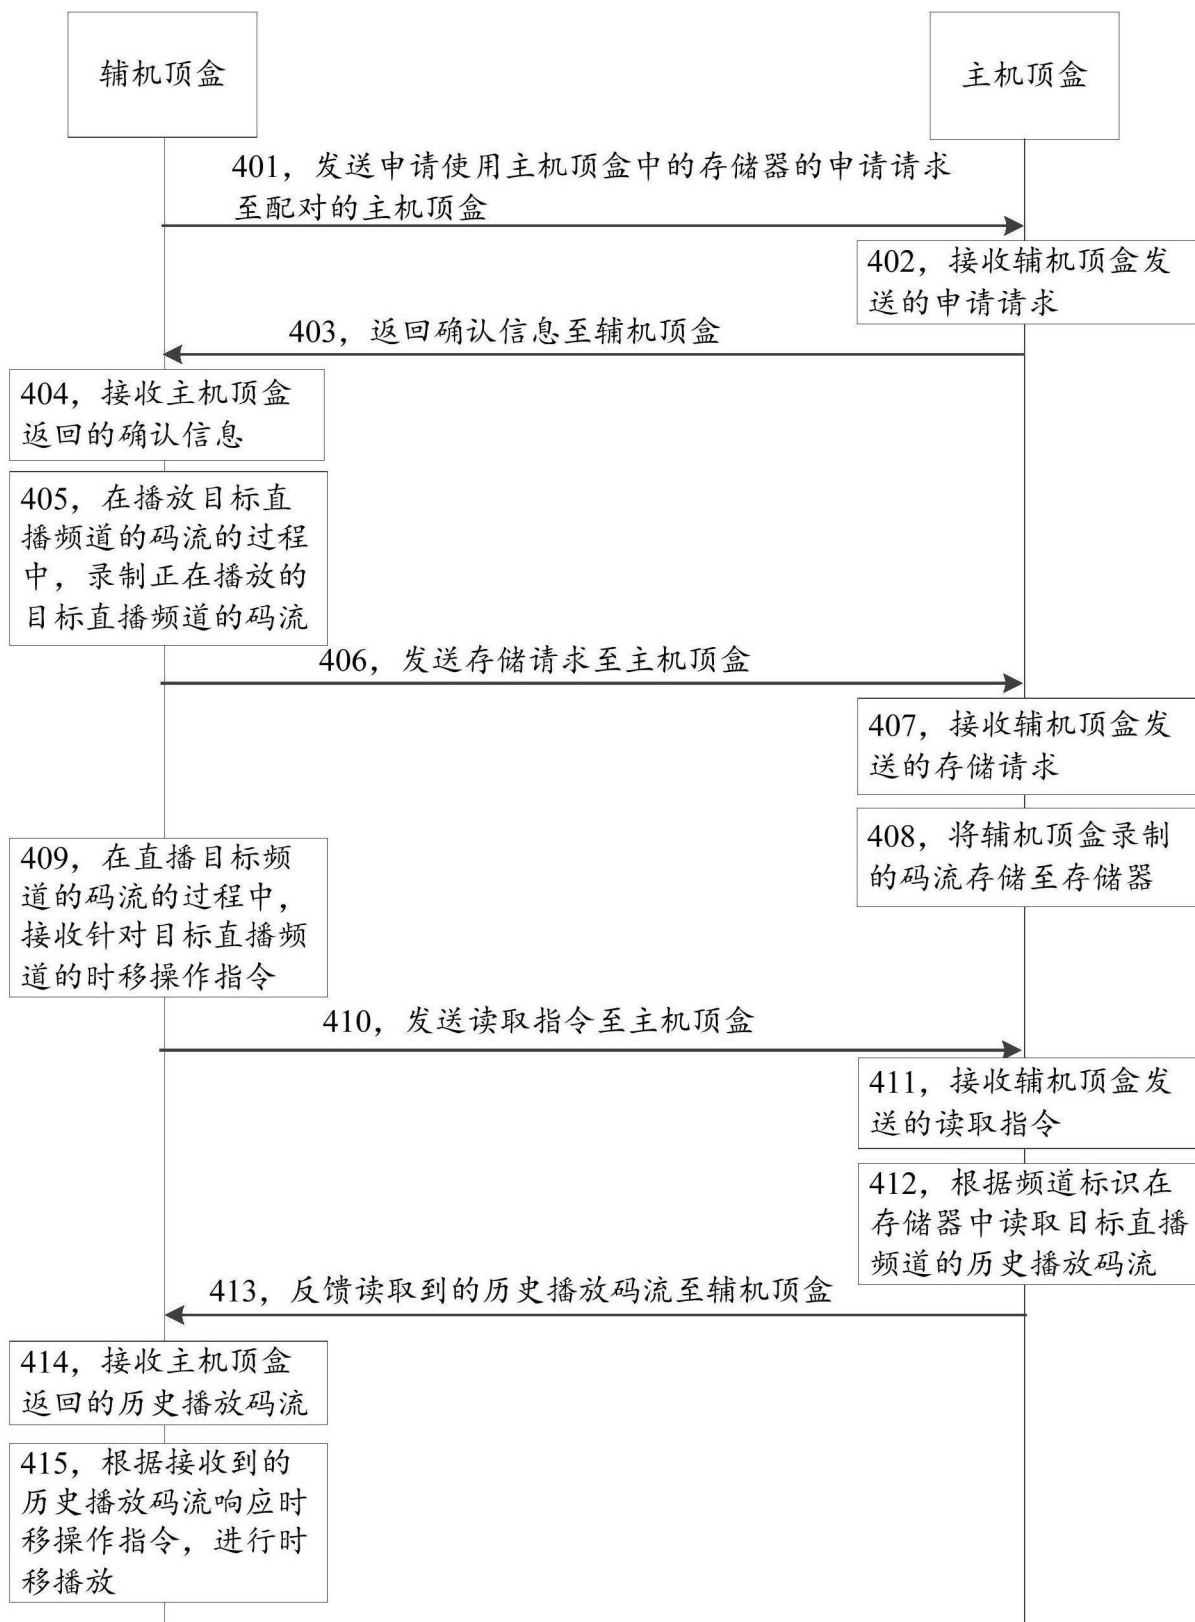 辅机顶盒
主机顶盒
401，发送申请使用主机顶盒中的存储器的申请请求
至配对的主机顶盒
402，接收辅机顶盒发
送的申请请求
403，返回确认信息至辅机顶盒
404，接收主机顶盒
返回的确认信息
405，在播放目标直
播频道的码流的过程
中，录制正在播放的
目标直播频道的码流
406，发送存储请求至主机顶盒
407，接收辅机顶盒发
送的存储请求
408，将辅机顶盒录制
的码流存储至存储器
409，在直播目标频
道的码流的过程中，
接收针对目标直播频
道的时移操作指令
410，发送读取指令至主机顶盒
411，接收辅机顶盒发
送的读取指令
412，根据频道标识在
存储器中读取目标直播
频道的历史播放码流
413，反馈读取到的历史播放码流至辅机顶盒
414，接收主机顶盒
返回的历史播放码流
415，根据接收到的
历史播放码流响应时
移操作指令，进行时
移播放